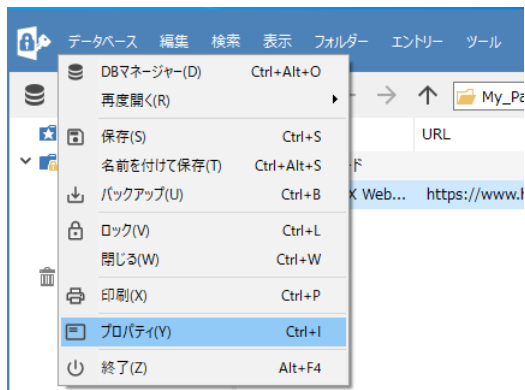 データベース 編集 検索 表示 フォルダー エントリー ツール
DBマネージャー(D) Ctrl+Alt+O
再度開く(R)
My_Pa
保存(S) Ctrl+S
URL
名前を付けて保存(T) Ctrl+Alt+S
ド
バックアップ(U) Ctrl+B
X Web... https://www.h
ロック(V) Ctrl+L
閉じる(W) Ctrl+W
印刷(X) Ctrl+P
プロパティ(Y) Ctrl+I
終了(Z) Alt+F4